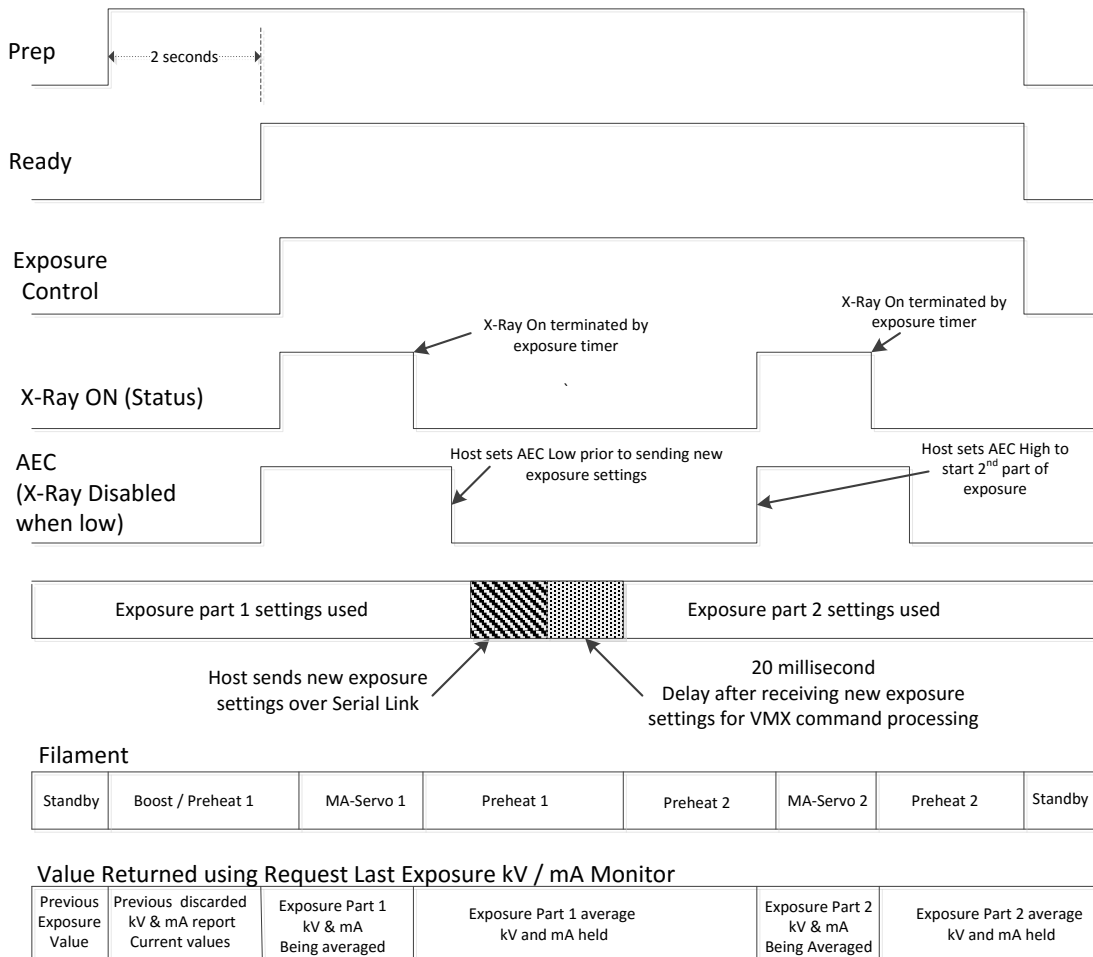 Prep
2 seconds
Ready
Exposure
Control
X-Ray On terminated by
exposure timer
X-Ray On terminated by
exposure timer
X-Ray ON (Status)
`
AEC
(X-Ray Disabled
when low)
Host sets AEC Low prior to sending new
exposure settings
Host sets AEC High to
start 2nd part of
exposure
Exposure part 1 settings used
Exposure part 2 settings used
Host sends new exposure
settings over Serial Link
20 millisecond
Delay after receiving new exposure
settings for VMX command processing
Filament
Standby
Boost / Preheat 1
MA-Servo 1
Preheat 1
Preheat 2
MA-Servo 2
Preheat 2
Standby
Value Returned using Request Last Exposure kV / mA Monitor
Previous
Exposure
Value
Previous discarded
kV & mA report
Current values
Exposure Part 1
kV & mA
Being averaged
Exposure Part 1 average
kV and mA held
Exposure Part 2
kV & mA
Being Averaged
Exposure Part 2 average
kV and mA held